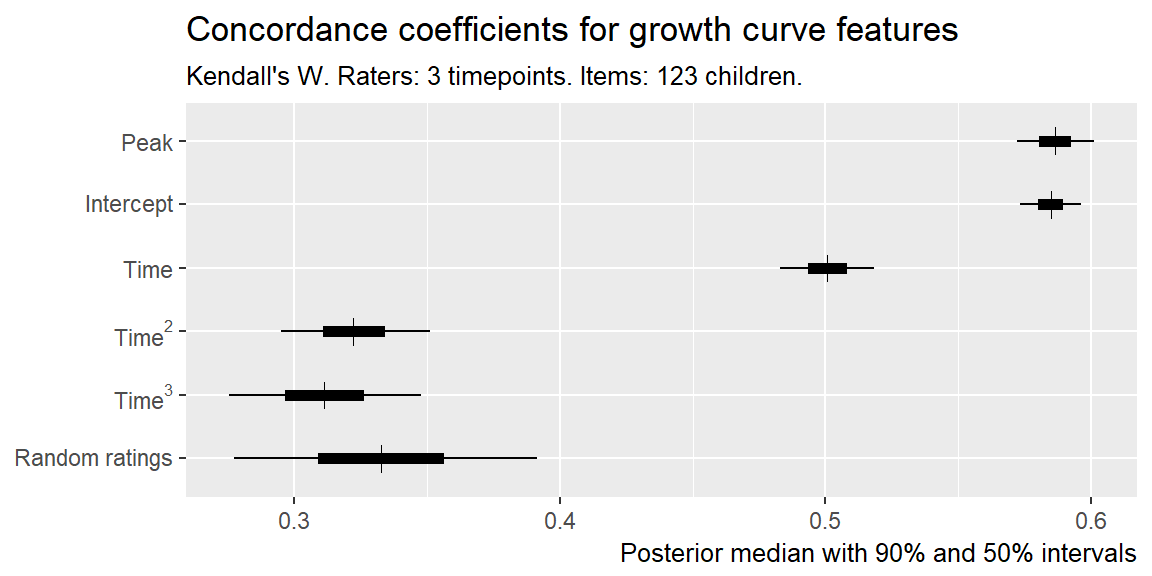 Concordance coefficients for growth curve features
Kendall's W. Raters: 3 timepoints. Items: 123 children.
Peak
Intercept
Time
Time²
Time³
Random ratings
0.3 0.4 0.5 0.6
Posterior median with 90% and 50% intervals